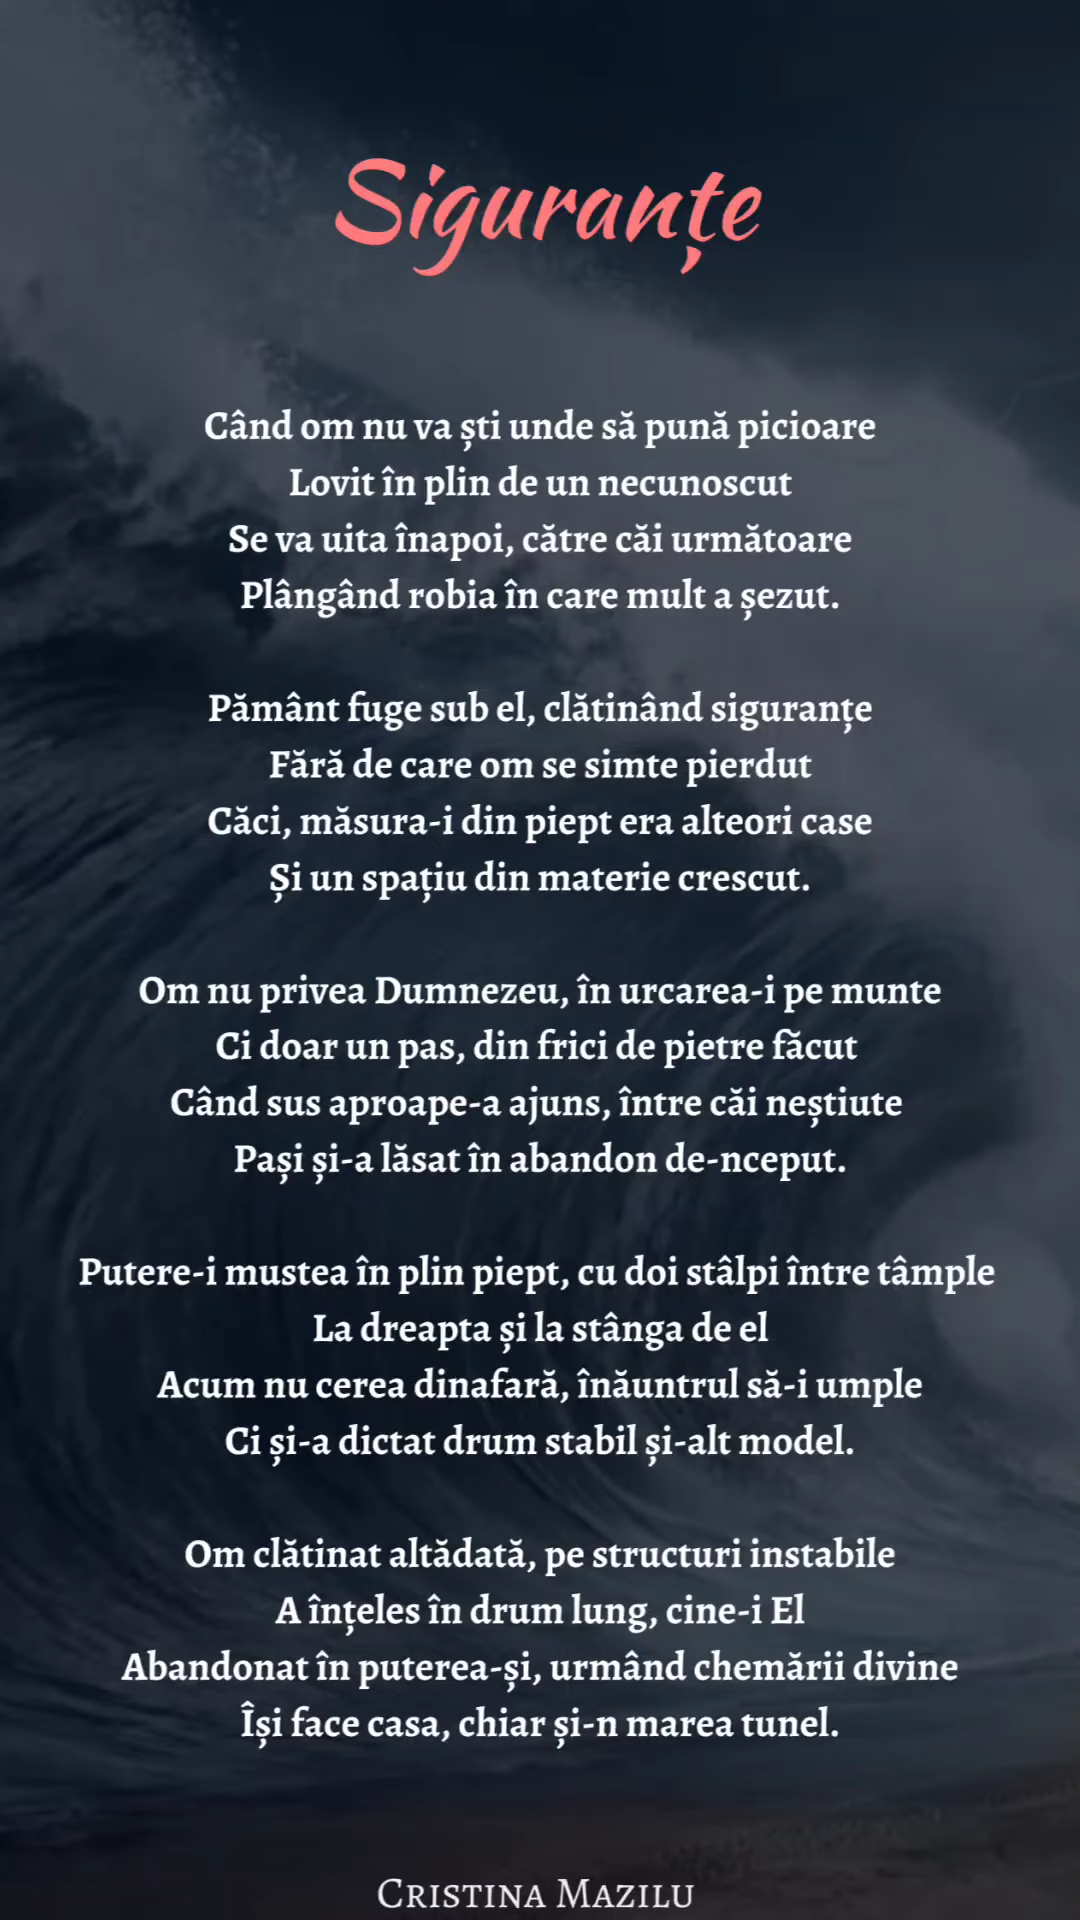 Siguranțe
Când om nu va ști unde să pună picioare
Lovit în plin de un necunoscut
Se va uita înapoi, către căi următoare
Plângând robia în care mult a șezut.
Pământ fuge sub el, clătinând siguranțe
Fără de care om se simte pierdut
Căci, măsura-i din piept era alteori case
Și un spațiu din materie crescut.
Om nu privea Dumnezeu, în urcarea-i pe munte
Ci doar un pas, din frici de pietre făcut
Când sus aproape-a ajuns, între căi neștiute
Pași și-a lăsat în abandon de-nceput.
Putere-i mustea în plin piept, cu doi stâlpi între tâmple
La dreapta și la stânga de el
Acum nu cerea dinafară, înăuntrul să-i umple
Ci și-a dictat drum stabil și-alt model.
Om clătinat altădată, pe structuri instabile
A înțeles în drum lung, cine-i El
Abandonat în puterea-și, urmând chemării divine
Își face casa, chiar și-n marea tunel.
Cristina Mazilu